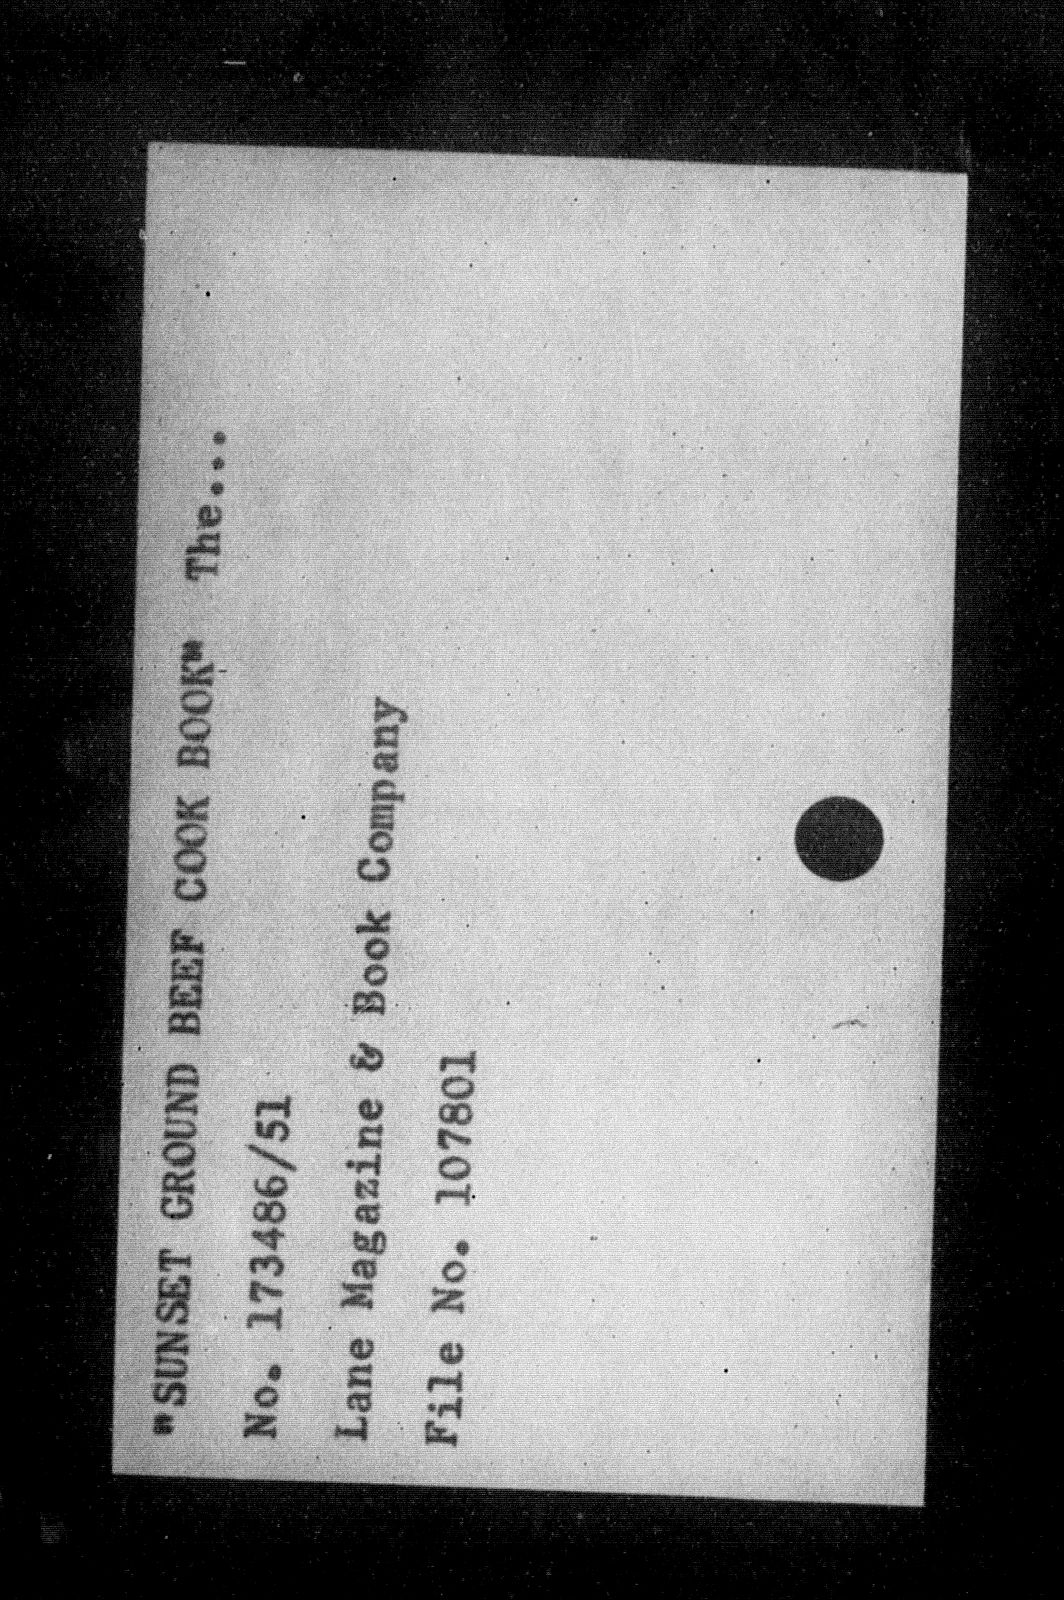 "SUNSET GROUND BEEF COOK BOOK" The...
No. 173486/51
Lane Magazine & Book Company
File No. 107801